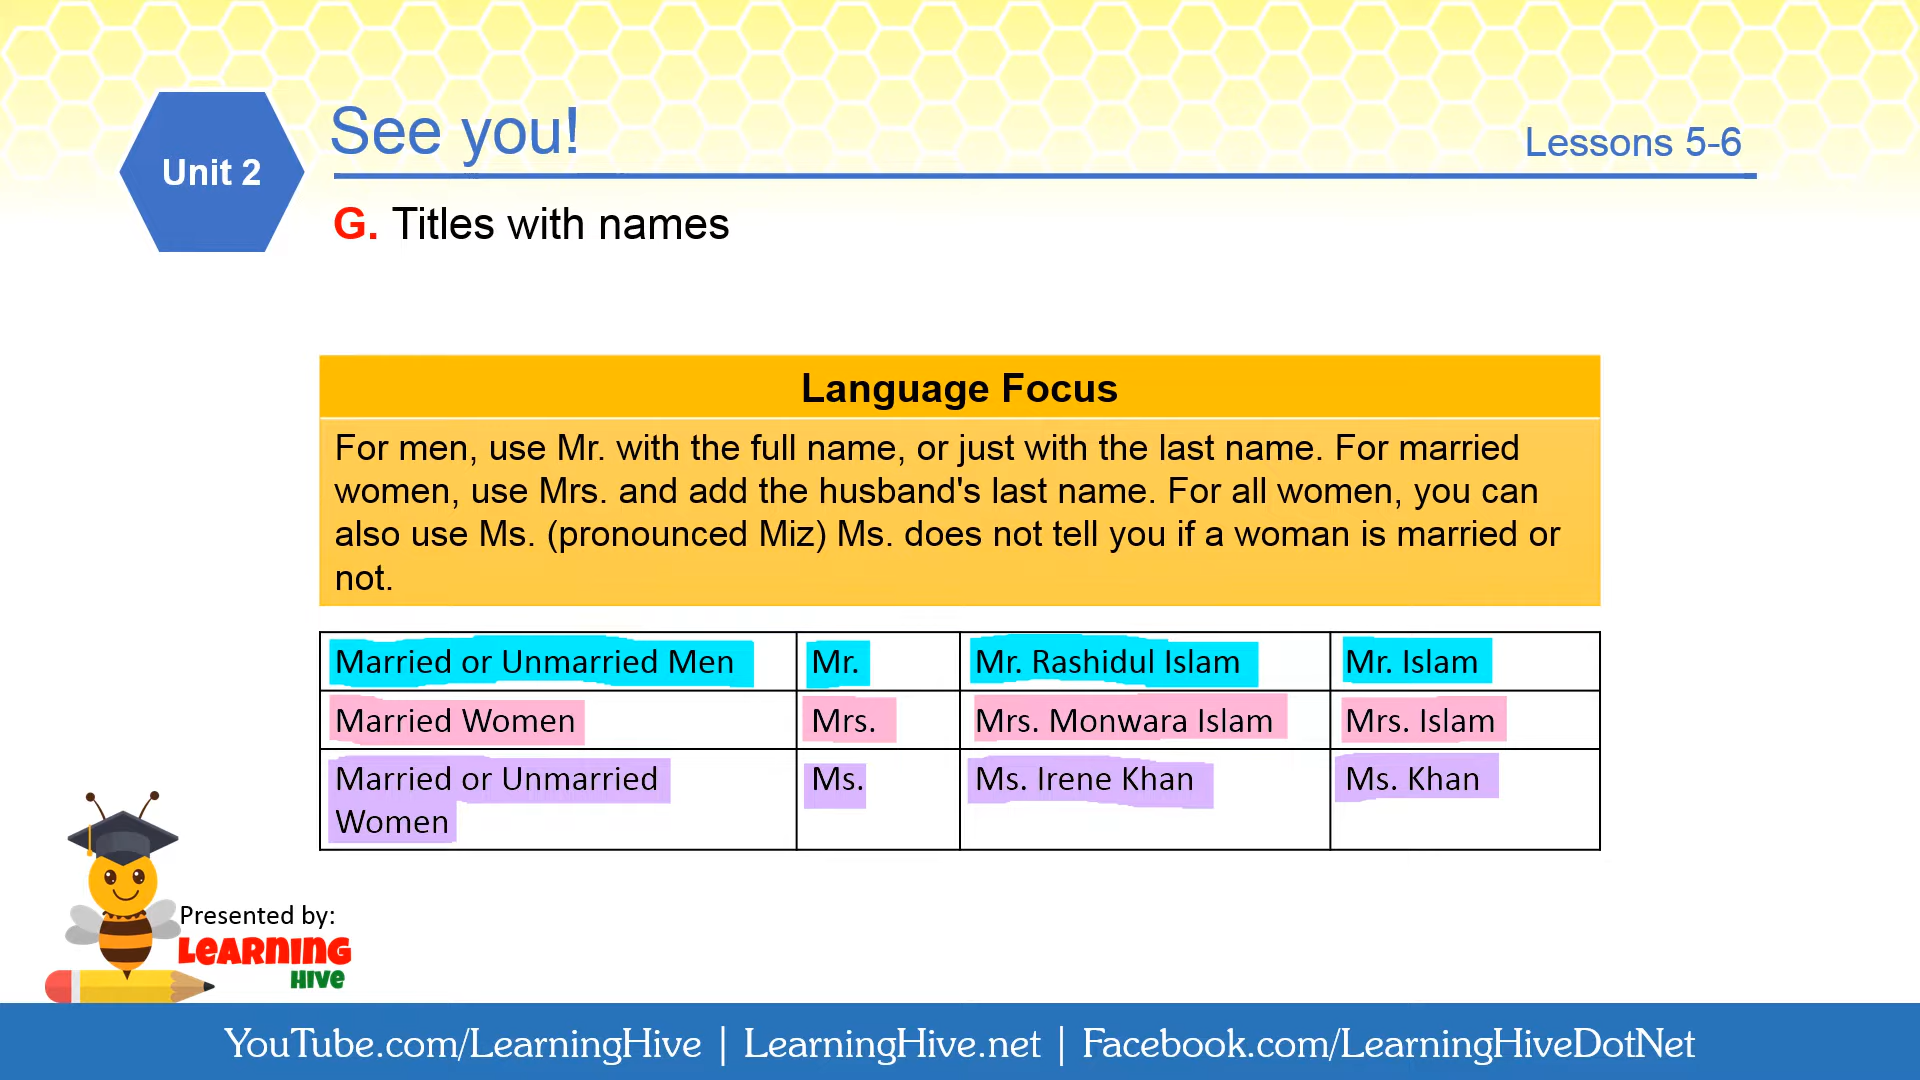 Unit 2
See you!
Lessons 5-6
G. Titles with names
Language Focus
For men, use Mr. with the full name, or just with the last name. For married
women, use Mrs. and add the husband's last name. For all women, you can
also use Ms. (pronounced Miz) Ms. does not tell you if a woman is married or
not.
Married or Unmarried Men Mr. Mr. Rashidul Islam Mr. Islam
Married Women Mrs. Mrs. Monwara Islam Mrs. Islam
Married or Unmarried Ms. Ms. Irene Khan Ms. Khan
Women
Presented by:
LEARNING
HIVE
YouTube.com/LearningHive | LearningHive.net | Facebook.com/LearningHiveDotNet